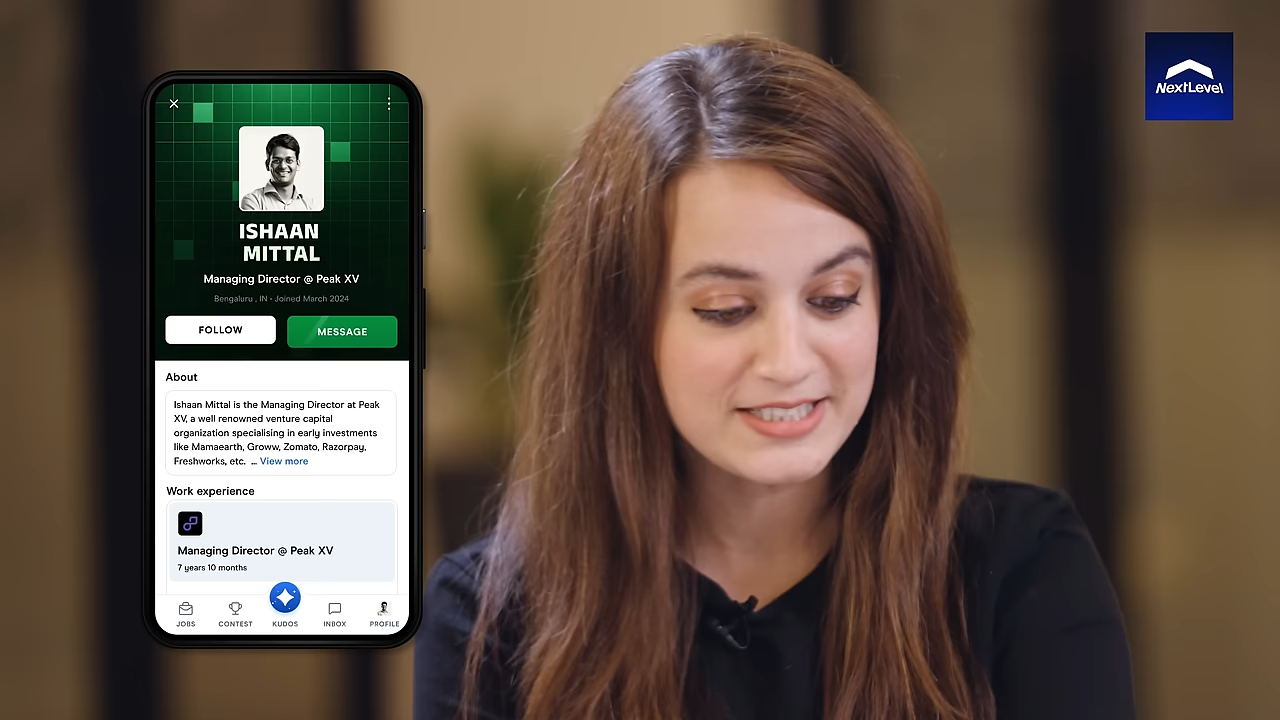 NextLevel
ISHAAN
MITTAL
Managing Director @ Peak XV
Bengaluru , IN • Joined March 2024
FOLLOW
MESSAGE
About
Ishaan Mittal is the Managing Director at Peak
XV, a well renowned venture capital
organization specialising in early investments
like Mamaearth, Groww, Zomato, Razorpay,
Freshworks, etc. ... View more
Work experience
Managing Director @ Peak XV
7 years 10 months
JOBS
CONTEST
KUDOS
INBOX
PROFILE